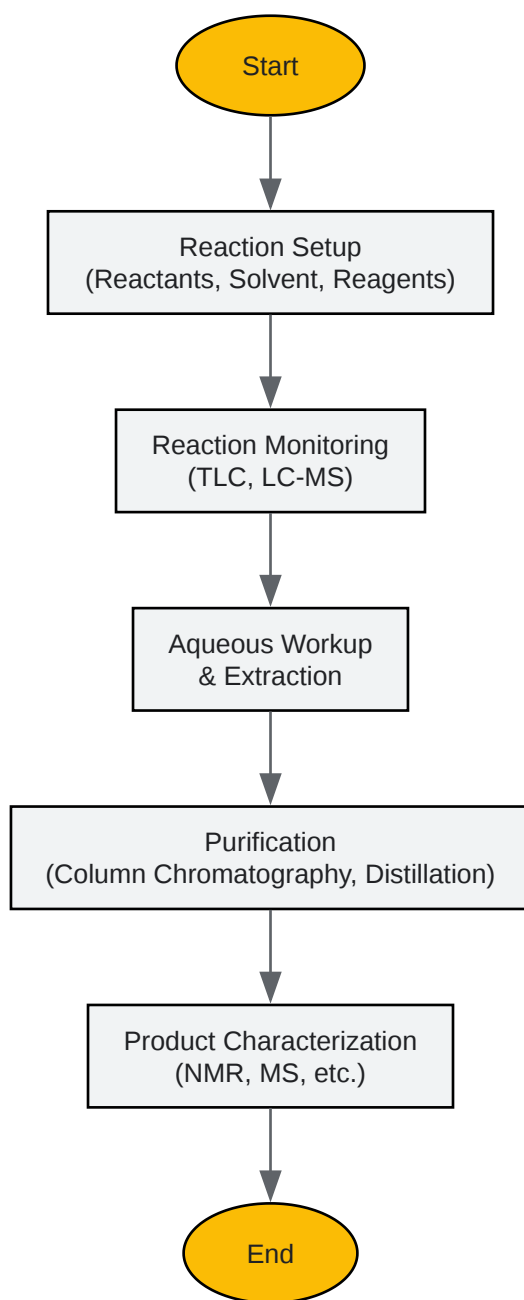 Start
Reaction Setup
(Reactants, Solvent, Reagents)
Reaction Monitoring
(TLC, LC-MS)
Aqueous Workup
& Extraction
Purification
(Column Chromatography, Distillation)
Product Characterization
(NMR, MS, etc.)
End